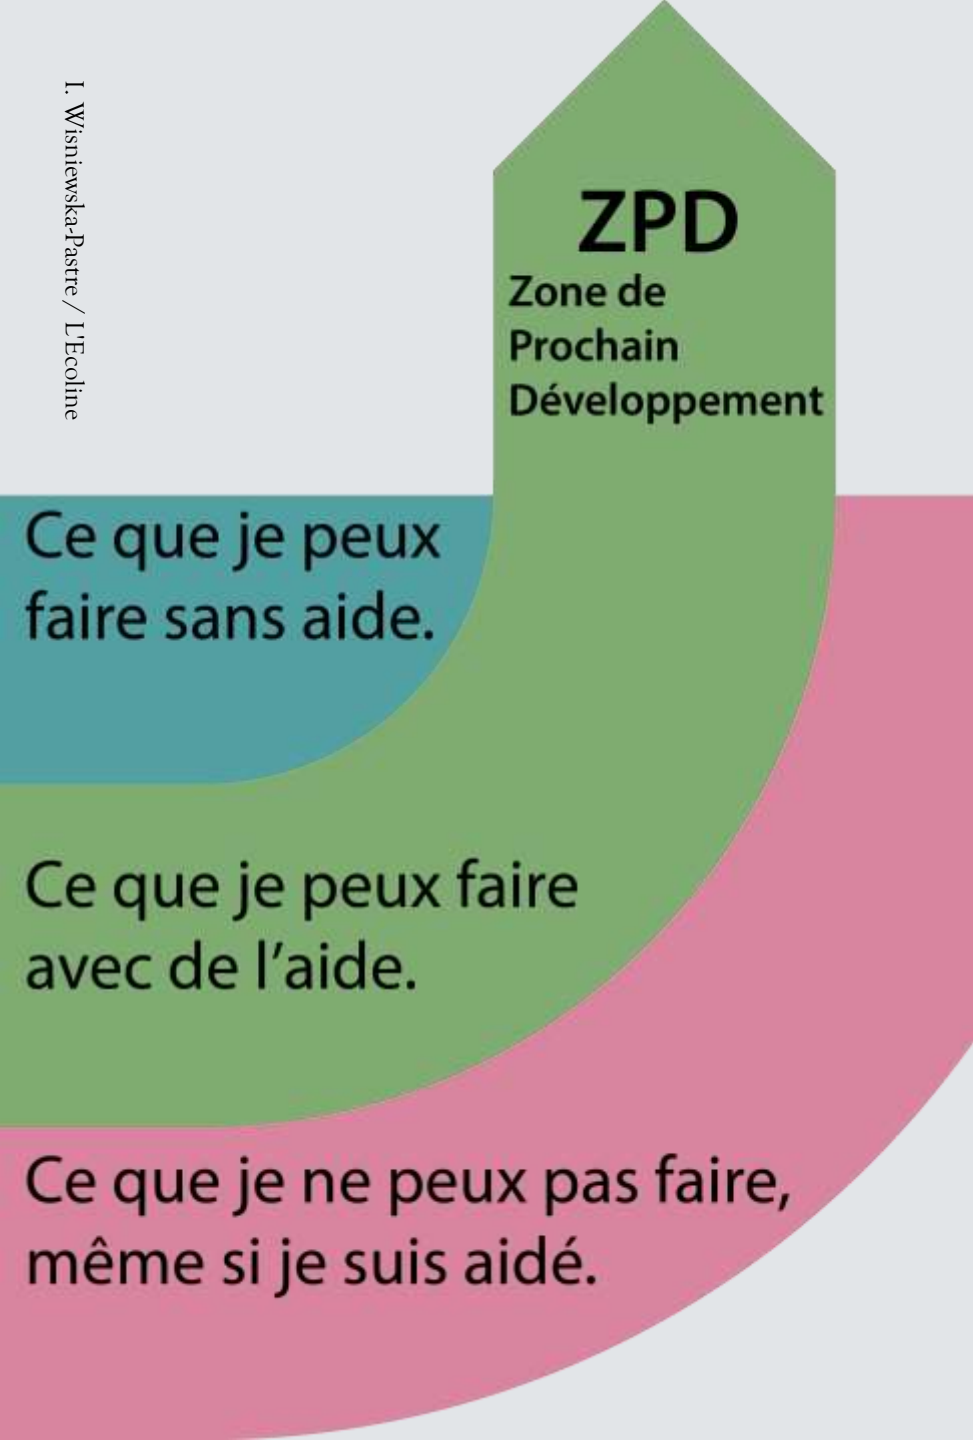 I. Wisniewska-Pastre / L'Ecoline
ZPD
Zone de
Prochain
Développement
Ce que je peux
faire sans aide.
Ce que je peux faire
avec de l’aide.
Ce que je ne peux pas faire,
même si je suis aidé.